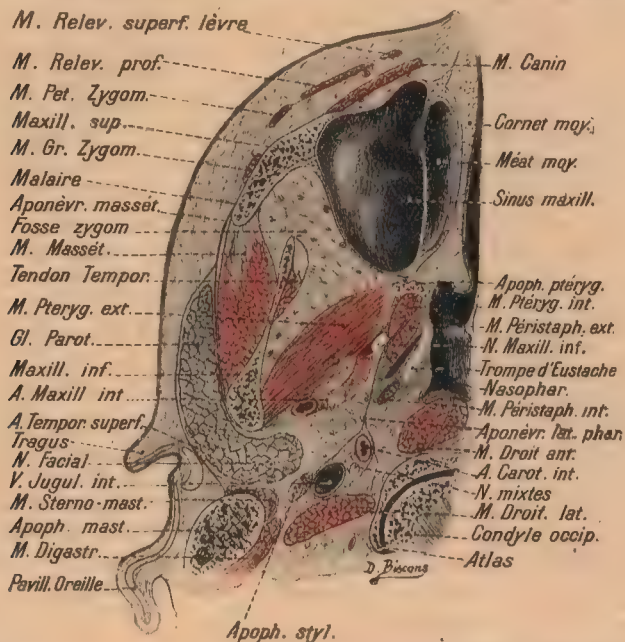 M. Relev. superf. lèvre
M. Relev. prof.
M. Pet. Zygom.
Maxill. sup.
M. Gr. Zygom.
Malaire
Aponèvr. massét.
Fosse zygom
M. Massét.
Tendon Tempor.
M. Pteryg. ext.
Gl. Parot.
Maxill. inf.
A. Maxill int.
A. Tempor. superf.
Tragus
N. Facial
V. Jugul. int.
M. Sterno-mast.
Apoph. mast.
M. Digastr.
Pavill. Oreille
Apoph. styl.
M. Canin
Cornet moy.
Méat moy.
Sinus maxill.
Apoph. ptéryg.
M. Ptéryg. int.
M. Péristaph. ext.
N. Maxill. inf.
Trompe d'Eustache
Nasophar.
M. Péristaph. int.
Aponévr. lat. phar.
M. Droit ant.
A. Carot. int.
N. mixtes
M. Droit. lat.
Condyle occip.
Atlas
D. Biscons